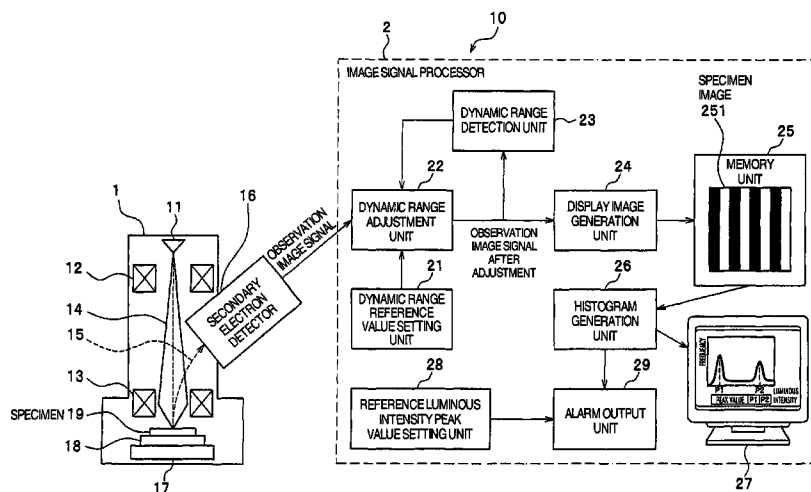 10
2
IMAGE SIGNAL PROCESSOR
SPECIMEN
IMAGE
251
25
MEMORY
UNIT
DYNAMIC RANGE
DETECTION UNIT
23
22
DYNAMIC RANGE
ADJUSTMENT
UNIT
24
DISPLAY IMAGE
GENERATION
UNIT
OBSERVATION
IMAGE SIGNAL
AFTER
ADJUSTMENT
16
OBSERVATION
IMAGE SIGNAL
SECONDARY
ELECTRON
DETECTOR
1
11
12
14
15
13
SPECIMEN 19
18
17
21
DYNAMIC RANGE
REFERENCE
VALUE SETTING
UNIT
26
HISTOGRAM
GENERATION
UNIT
28
REFERENCE LUMINOUS
INTENSITY PEAK
VALUE SETTING UNIT
29
ALARM OUTPUT
UNIT
FREQUENCY
P1 P2
LUMINOUS
INTENSITY
PEAK VALUE P1 P2
27